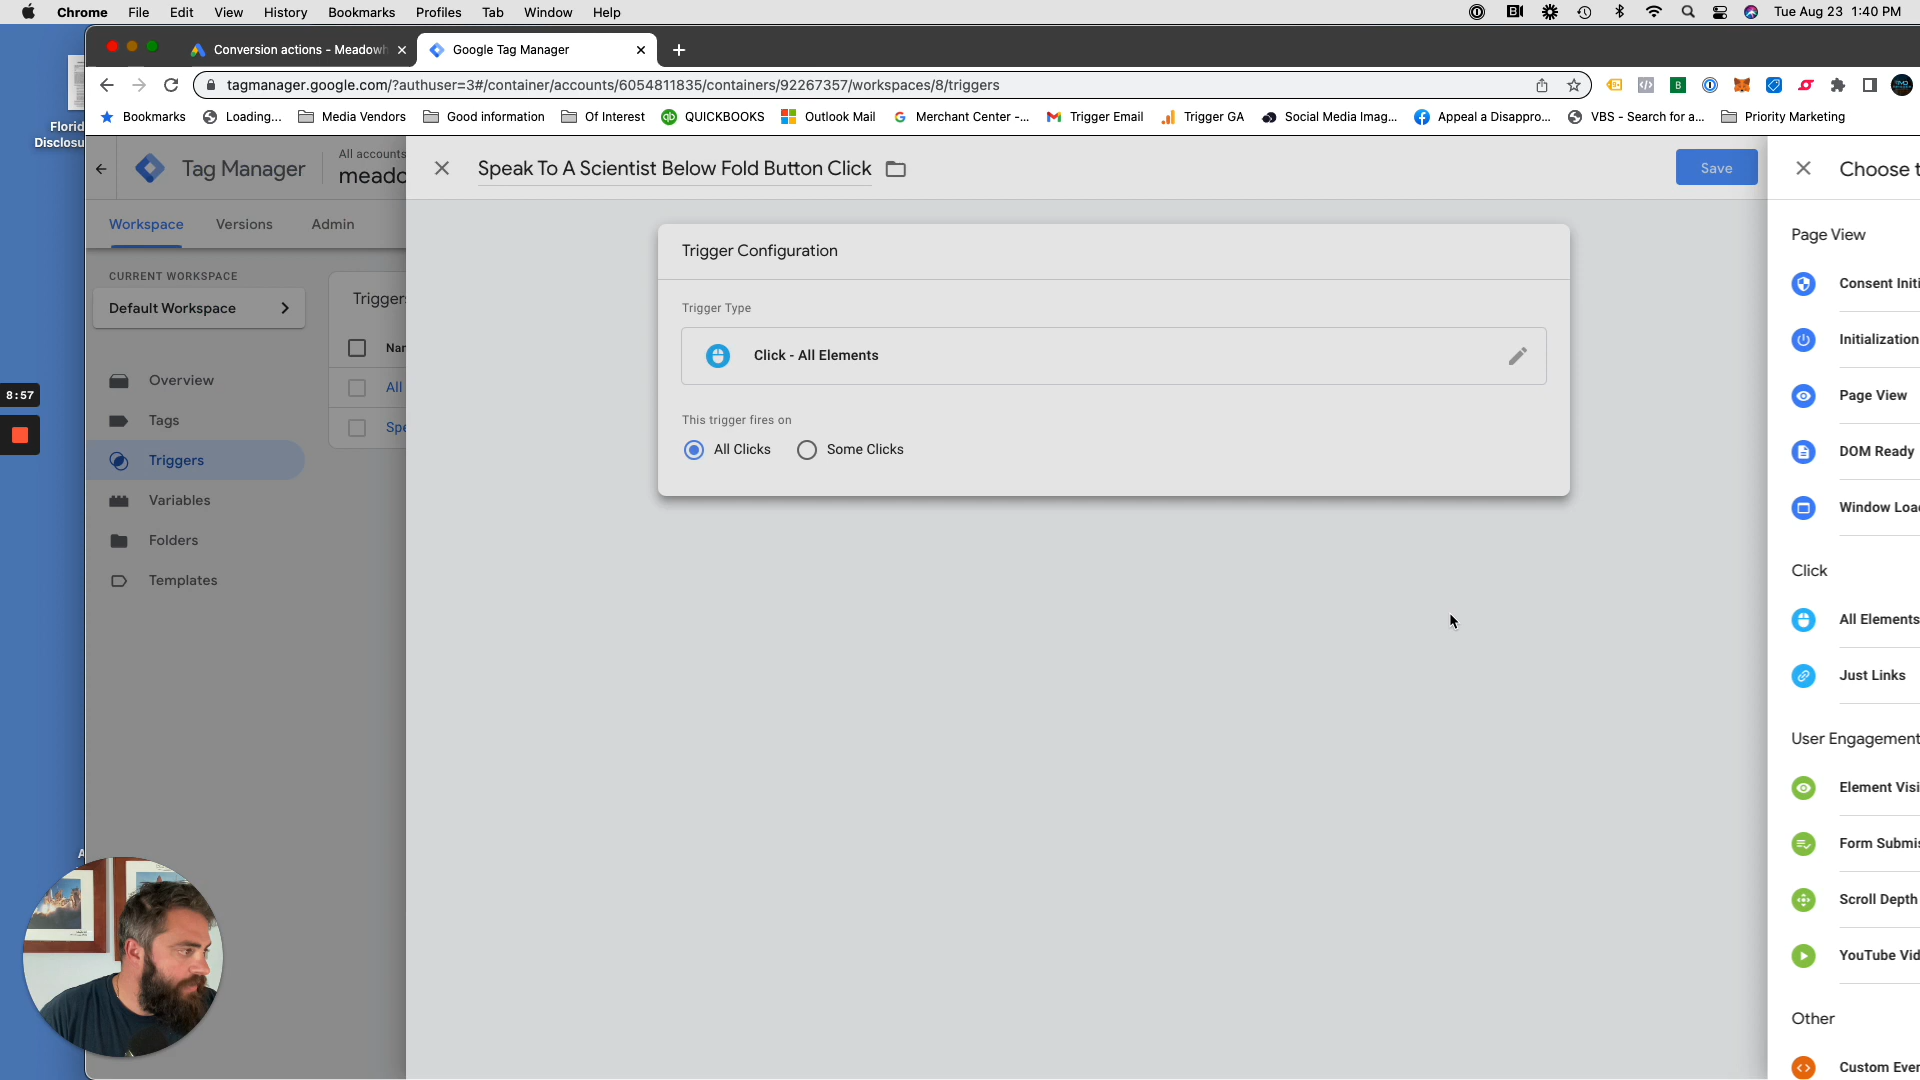 Chrome File Edit View History Bookmarks Profiles Tab Window Help Tue Aug 23 1:40 PM
Conversion actions - Meadowh Google Tag Manager
tagmanager.google.com/?authuser=3#/container/accounts/6054811835/containers/92267357/workspaces/8/triggers
Bookmarks Loading... Media Vendors Good information Of Interest QUICKBOOKS Outlook Mail Merchant Center -... Trigger Email Trigger GA Social Media Imag... Appeal a Disappro... VBS - Search for a... Priority Marketing
Florid
Disclosu
All accounts
Tag Manager meado
Speak To A Scientist Below Fold Button Click
Save
Choose t
Workspace Versions Admin
CURRENT WORKSPACE
Default Workspace
Overview
Tags
Triggers
Variables
Folders
Templates
Trigger
Nar
All
Spe
8:57
A
Trigger Configuration
Trigger Type
Click - All Elements
This trigger fires on
All Clicks Some Clicks
Page View
Consent Initi
Initialization
Page View
DOM Ready
Window Loa
Click
All Elements
Just Links
User Engagement
Element Visi
Form Submis
Scroll Depth
YouTube Vid
Other
Custom Ever